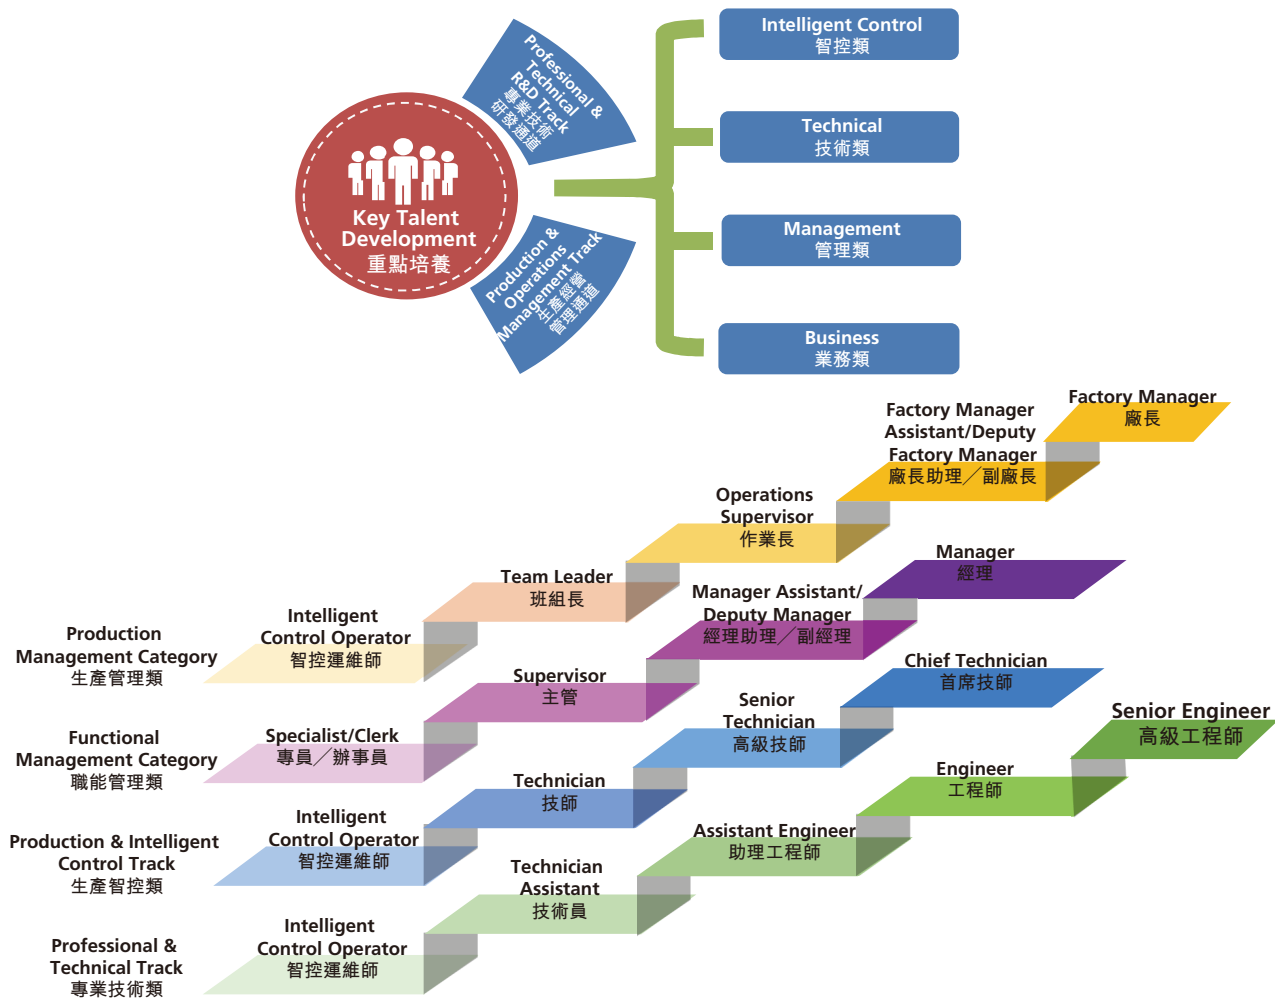 Key Talent
Development
重點培養
Professional &
Technical
R&D Track
專業技術
研發通道
Production &
Operations
Management Track
生產經營
管理通道
Intelligent Control
智控類
Technical
技術類
Management
管理類
Business
業務類
Production
Management Category
生產管理類
Intelligent
Control Operator
智控運維師
Team Leader
班組長
Operations
Supervisor
作業長
Factory Manager
Assistant/Deputy
Factory Manager
廠長助理／副廠長
Factory Manager
廠長
Functional
Management Category
職能管理類
Specialist/Clerk
專員／辦事員
Supervisor
主管
Manager Assistant/
Deputy Manager
經理助理／副經理
Manager
經理
Production & Intelligent
Control Track
生產智控類
Intelligent
Control Operator
智控運維師
Technician
技師
Senior
Technician
高級技師
Chief Technician
首席技師
Professional &
Technical Track
專業技術類
Intelligent
Control Operator
智控運維師
Technician
Assistant
技術員
Assistant Engineer
助理工程師
Engineer
工程師
Senior Engineer
高級工程師